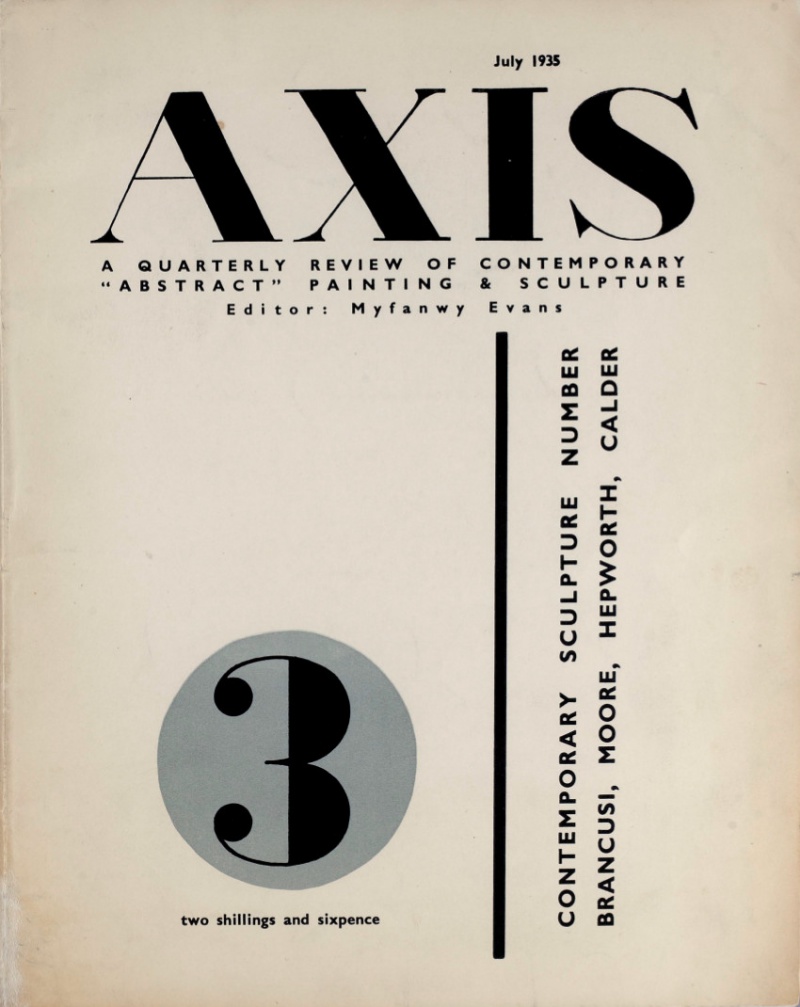 July 1935
AXIS
A QUARTERLY REVIEW OF CONTEMPORARY
“ABSTRACT” PAINTING & SCULPTURE
Editor: Myfanwy Evans
CONTEMPORARY SCULPTURE NUMBER
BRANCUSI, MOORE, HEPWORTH, CALDER
3
two shillings and sixpence